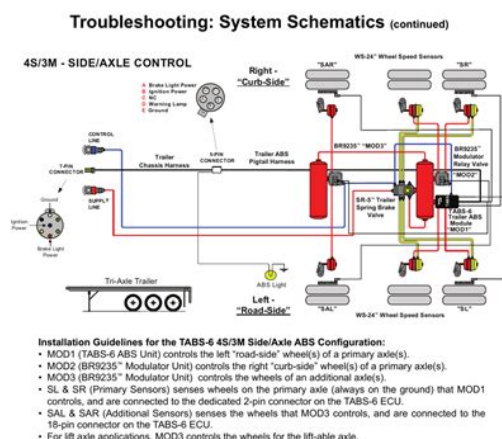 Troubleshooting: System Schematics (continued)
4S/3M - SIDE/AXLE CONTROL
A Brake Light Power
B Ignition Power
C NC
D Warning Lamp
E Ground
Right -
"Curb-Side"
"SAR"
WS-24" Wheel Speed Sensors
"SR"
CONTROL
LINE
7-PIN
CONNECTOR
Trailer
Chassis Harness
5-PIN
CONNECTOR
Trailer ABS
Pigtail Harness
BR9235™ "MOD3"
BR9235™
Modulator
Relay Valve
"MOD2"
SUPPLY
LINE
Ground
Ignition
Power
Brake Light
Power
SR-5™ Trailer
Spring Brake
Valve
TABS-6
Trailer ABS
Module
"MOD1"
ABS Light
Tri-Axle Trailer
Left -
"Road-Side"
"SAL"
WS-24" Wheel Speed Sensors
"SL"
Installation Guidelines for the TABS-6 4S/3M Side/Axle ABS Configuration:
• MOD1 (TABS-6 ABS Unit) controls the left "road-side" wheel(s) of a primary axle(s).
• MOD2 (BR9235™ Modulator Unit) controls the right "curb-side" wheel(s) of a primary axle(s).
• MOD3 (BR9235™ Modulator Unit) controls the wheels of an additional axle(s).
• SL & SR (Primary Sensors) senses wheels on the primary axle (always on the ground) that MOD1
controls, and are connected to the dedicated 2-pin connector on the TABS-6 ECU.
• SAL & SAR (Additional Sensors) senses the wheels that MOD3 controls, and are connected to the
18-pin connector on the TABS-6 ECU.
• For lift axle applications, MOD3 controls the wheels for the lift-able axle.